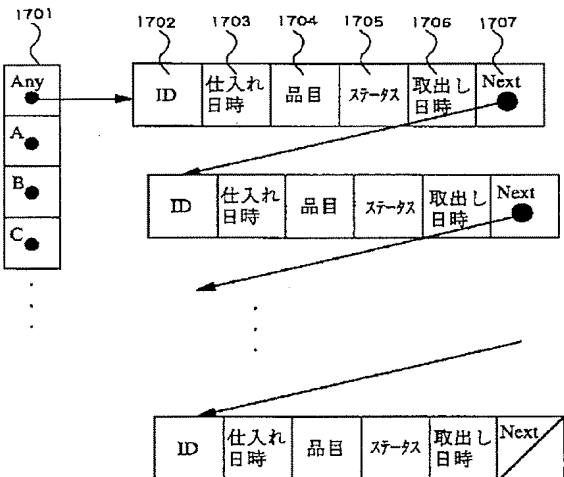 1701 1702 1703 1704 1705 1706 1707
Any ID 仕入れ 品目 ステータス 取出し Next
日時 日時
A
B ID 仕入れ 品目 ステータス 取出し Next
日時 日時
C
ID 仕入れ 品目 ステータス 取出し Next
日時 日時